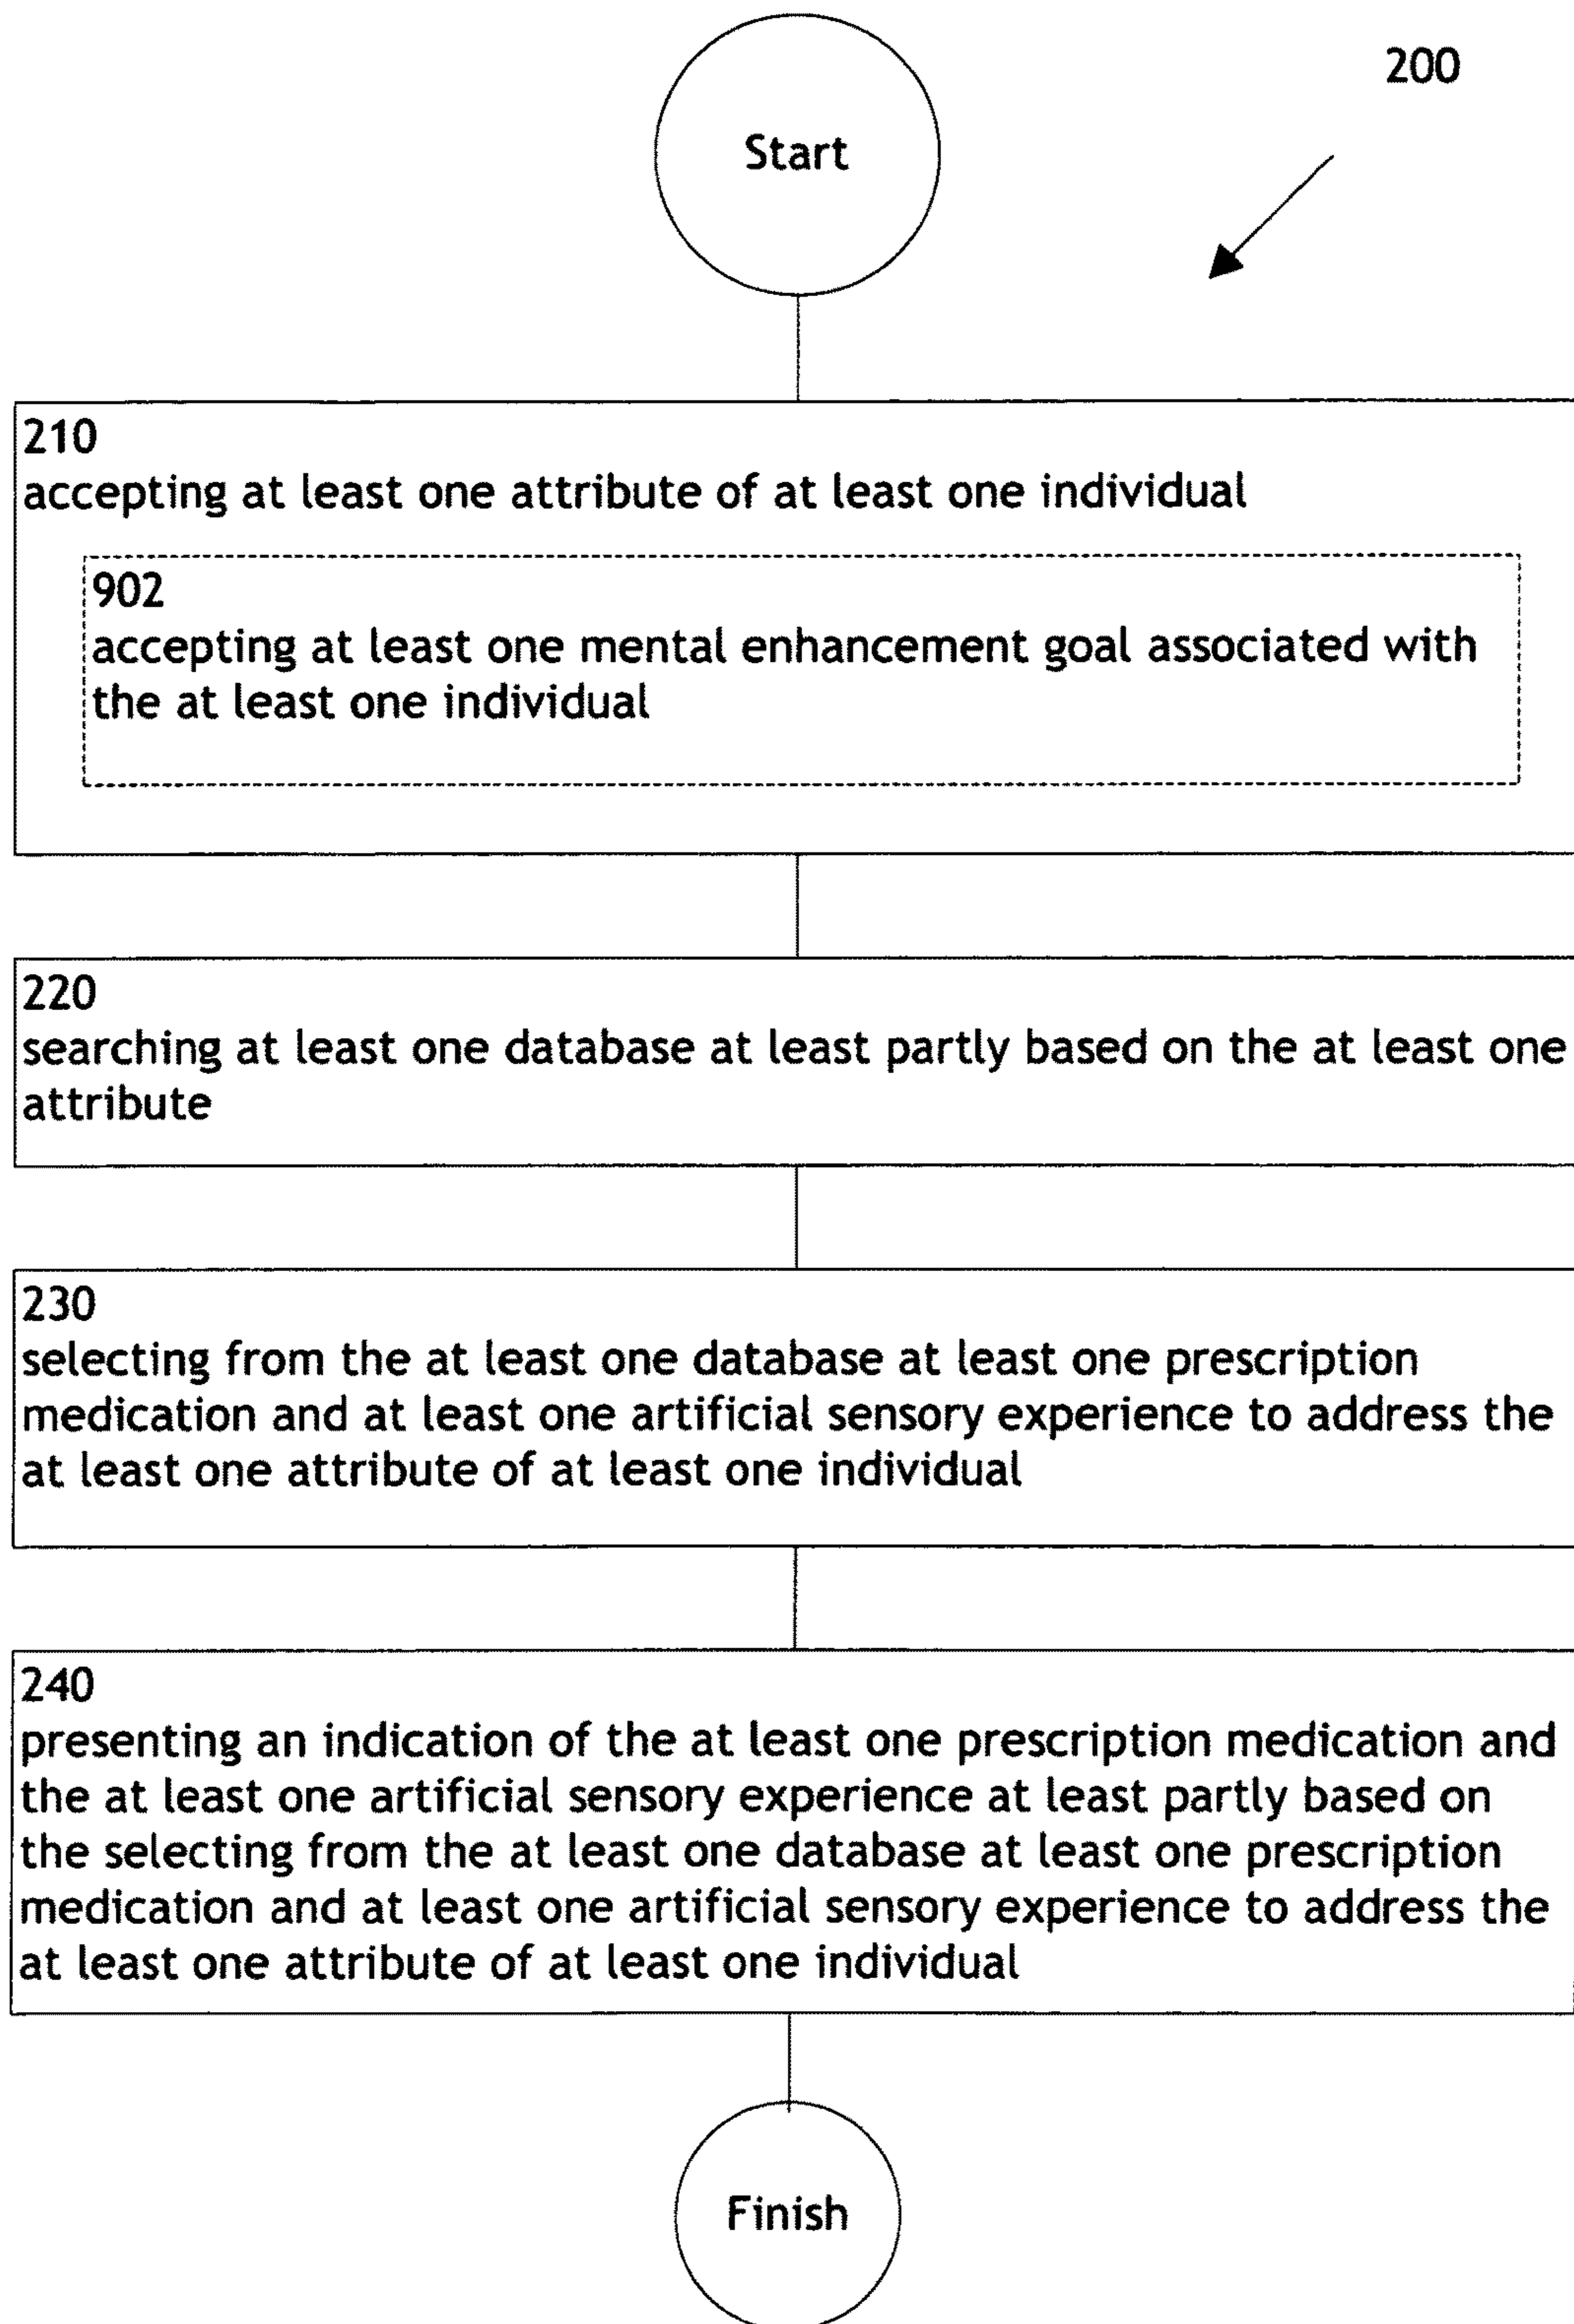 200
Start
210
accepting at least one attribute of at least one individual
902
accepting at least one mental enhancement goal associated with
the at least one individual
220
searching at least one database at least partly based on the at least one
attribute
230
selecting from the at least one database at least one prescription
medication and at least one artificial sensory experience to address the
at least one attribute of at least one individual
240
presenting an indication of the at least one prescription medication and
the at least one artificial sensory experience at least partly based on
the selecting from the at least one database at least one prescription
medication and at least one artificial sensory experience to address the
at least one attribute of at least one individual
Finish